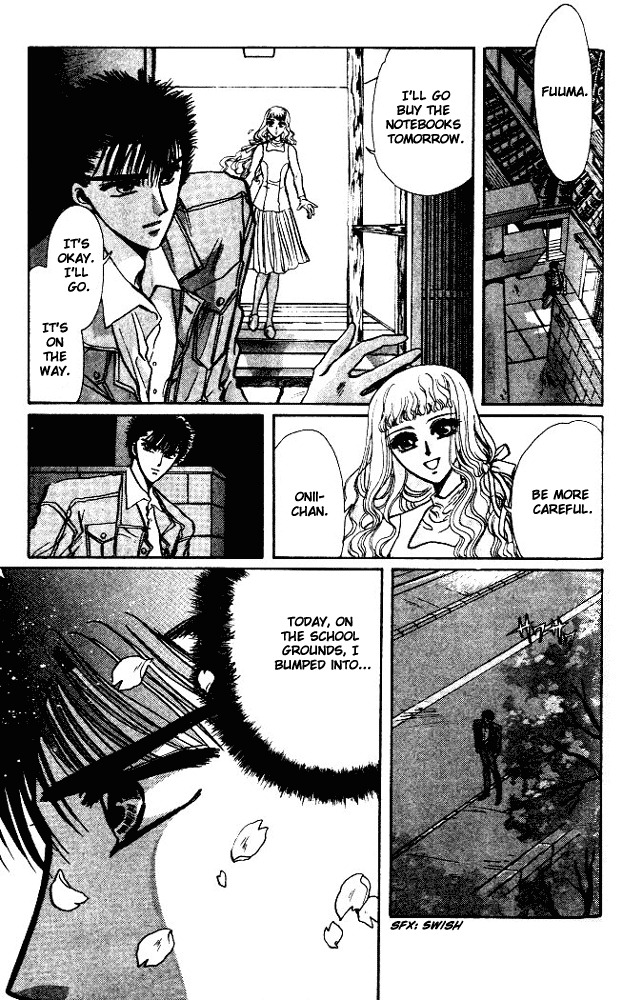 FUUMA.
I'LL GO
BUY THE
NOTEBOOKS
TOMORROW.
IT'S
OKAY.
I'LL
GO.
IT'S
ON
THE
WAY.
BE MORE
CAREFUL.
ONII-
CHAN.
TODAY, ON
THE SCHOOL
GROUNDS, I
BUMPED INTO...
SFX: SWISH